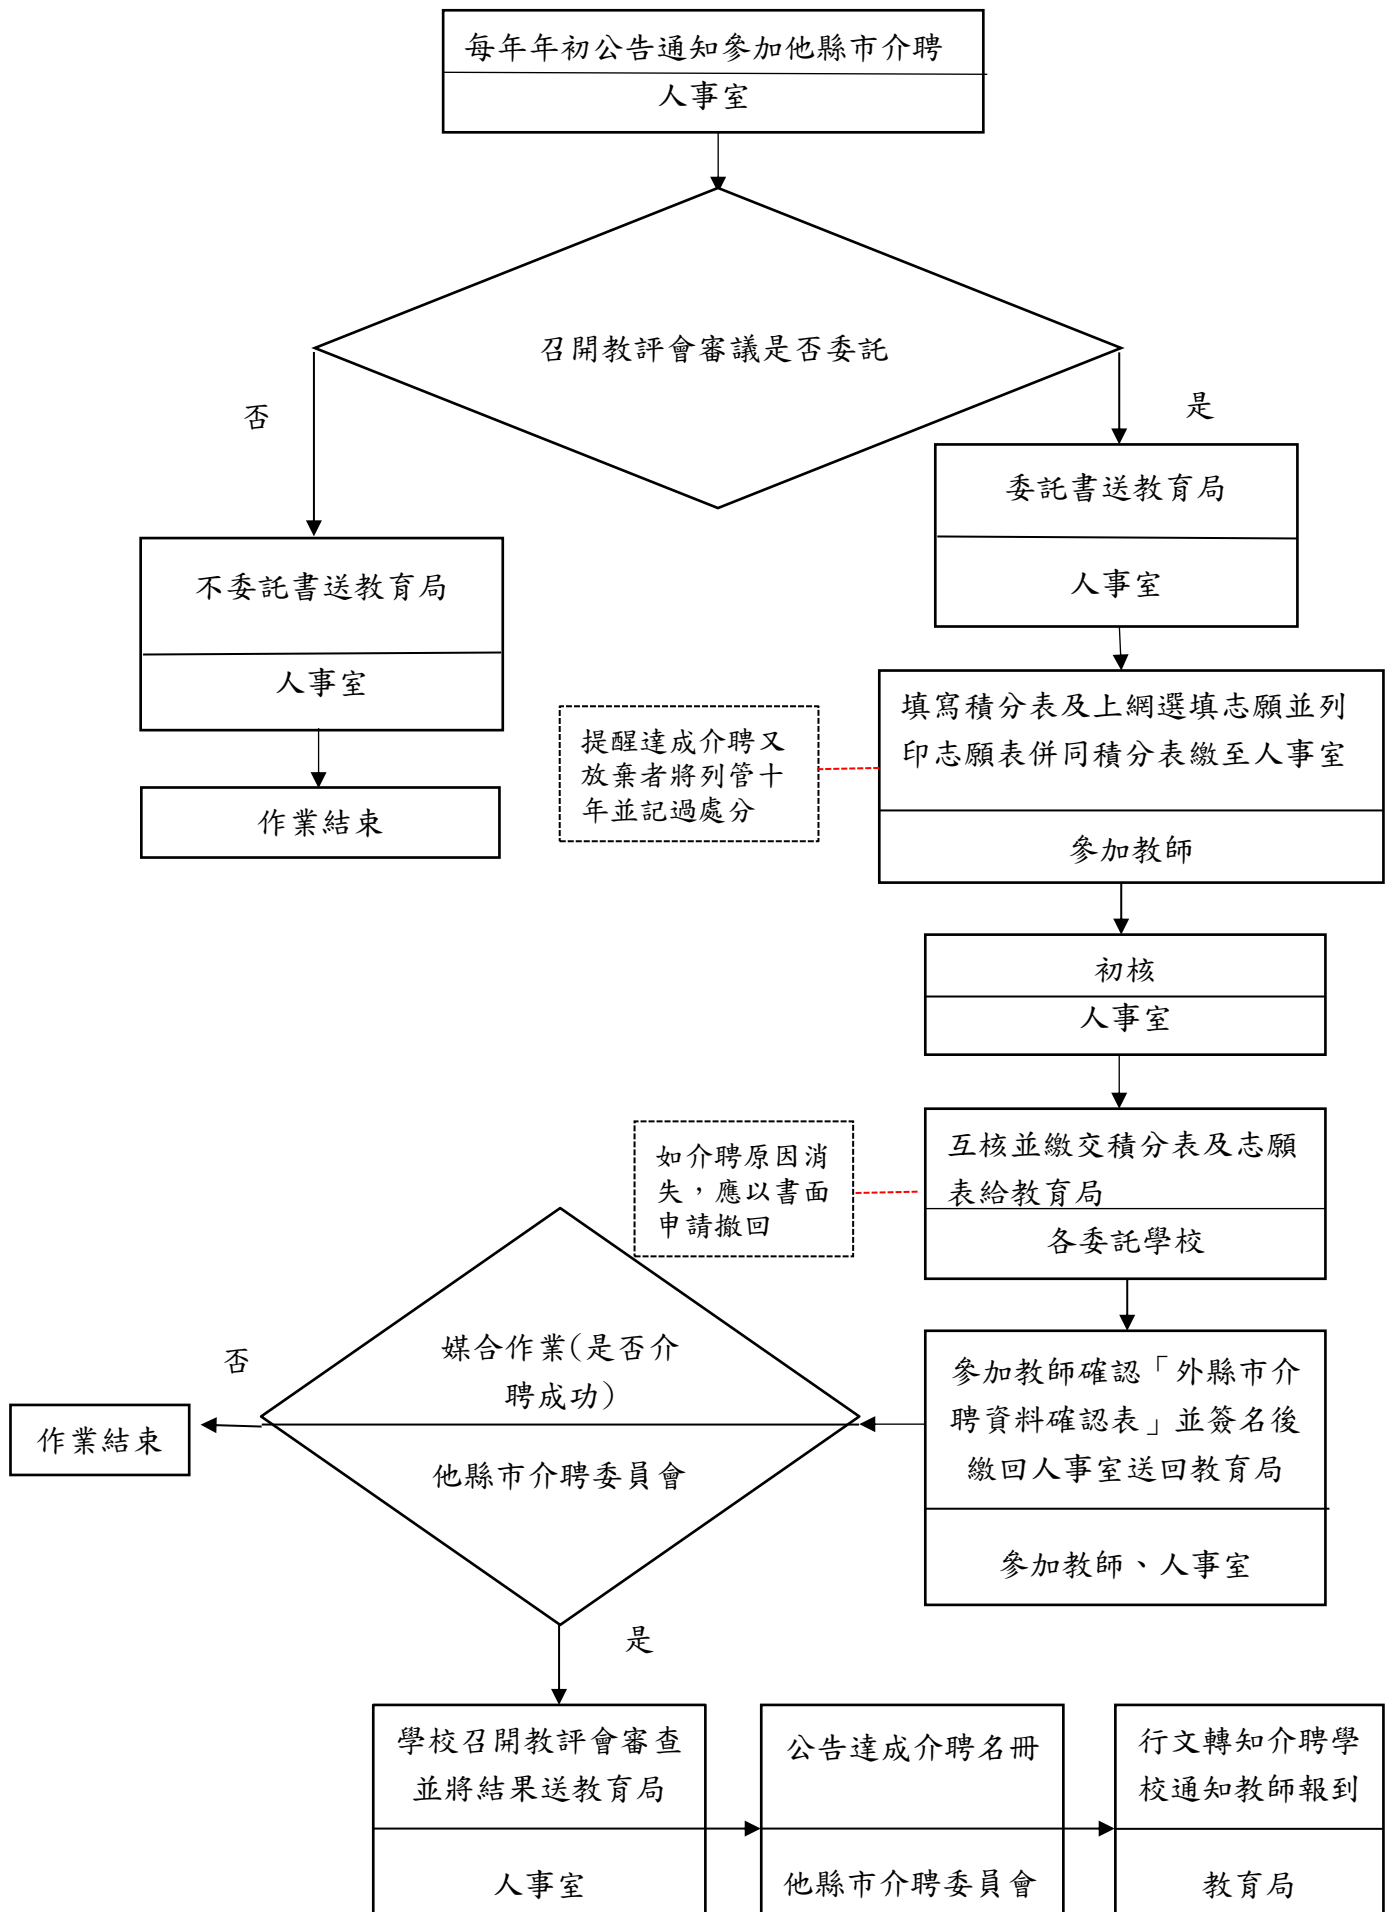 每年年初公告通知參加他縣市介聘
人事室
召開教評會審議是否委託
否
是
委託書送教育局
人事室
不委託書送教育局
人事室
作業結束
填寫積分表及上網選填志願並列
印志願表併同積分表繳至人事室
參加教師
提醒達成介聘又
放棄者將列管十
年並記過處分
初核
人事室
互核並繳交積分表及志願
表給教育局
各委託學校
如介聘原因消
失，應以書面
申請撤回
參加教師確認「外縣市介
聘資料確認表」並簽名後
繳回人事室送回教育局
參加教師、人事室
媒合作業(是否介
聘成功)
他縣市介聘委員會
否
作業結束
是
學校召開教評會審查
並將結果送教育局
人事室
公告達成介聘名冊
他縣市介聘委員會
行文轉知介聘學
校通知教師報到
教育局